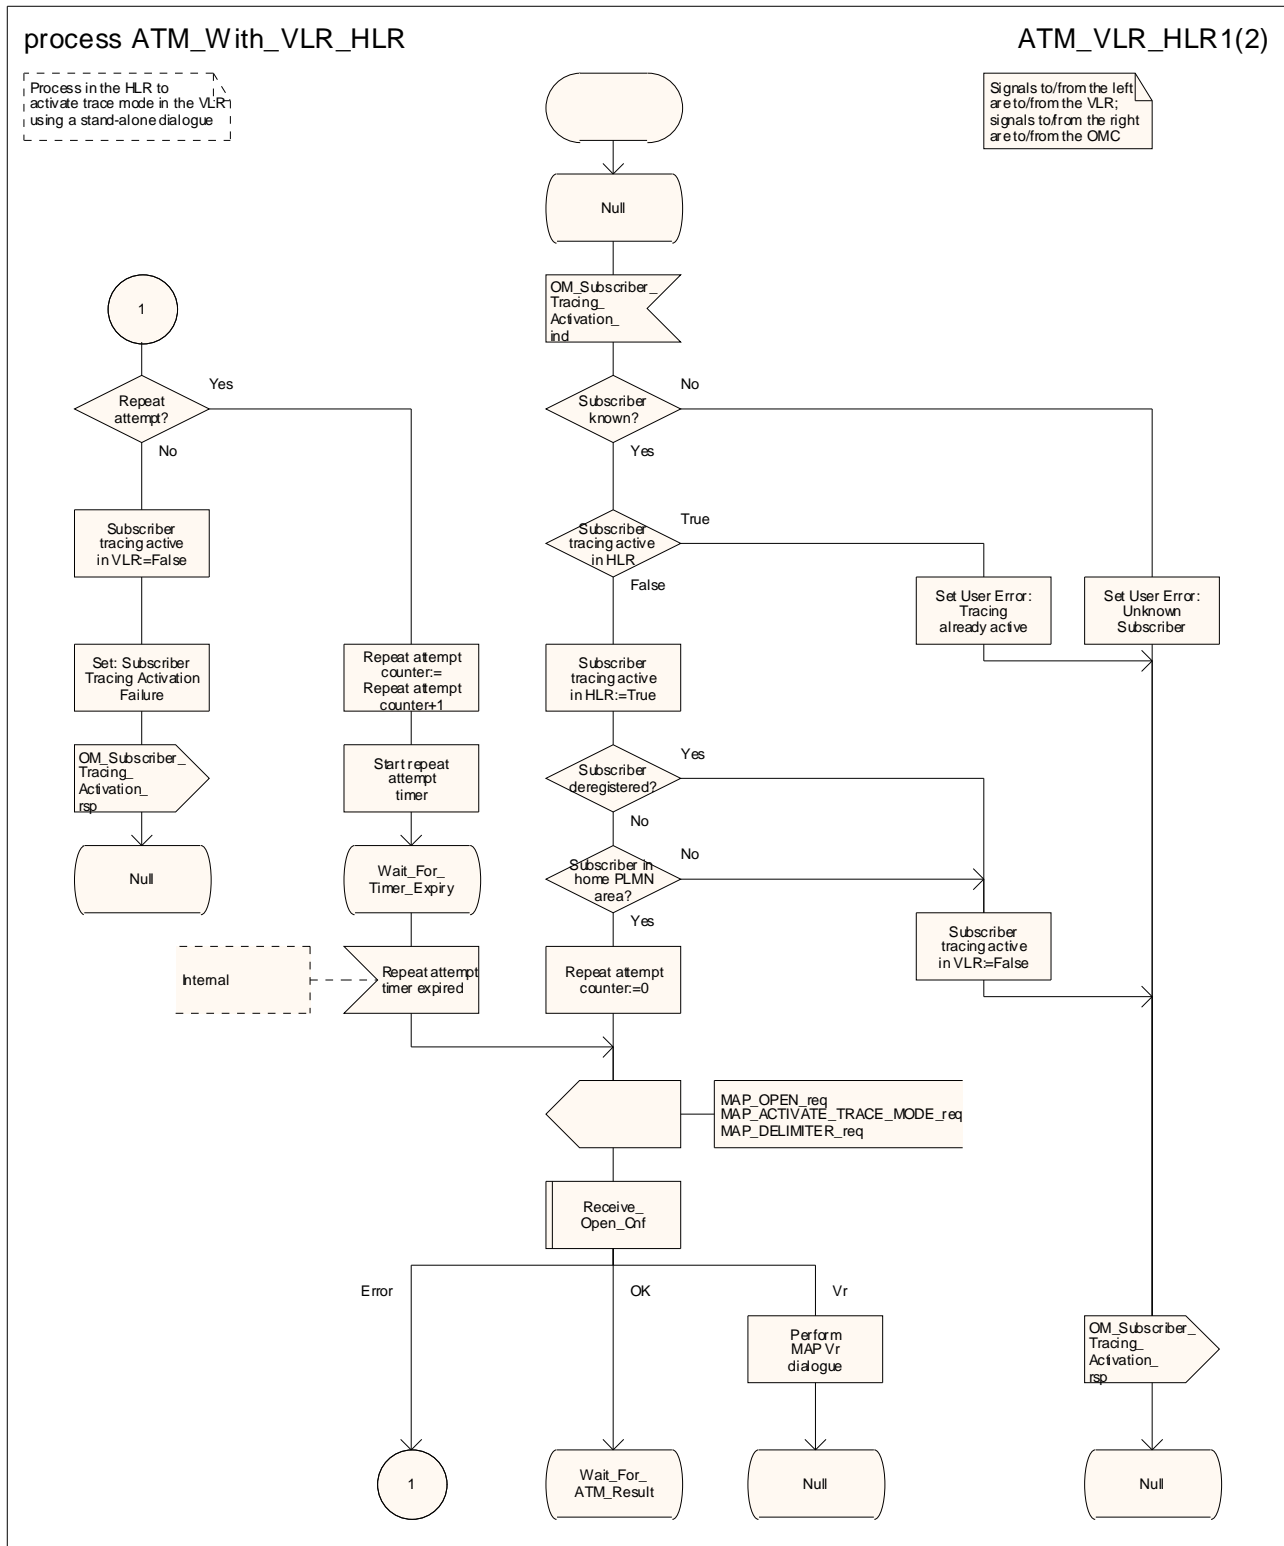 process ATM_With_VLR_HLR
ATM_VLR_HLR1(2)
Process in the HLR to
activate trace mode in the VLR
using a stand-alone dialogue
Signals to/from the left
are to/from the VLR;
signals to/from the right
are to/from the OMC
Null
OM_Subscriber_
Tracing_
Activation_
ind
1
Repeat
attempt?
Yes
No
Subscriber
known?
No
Yes
Subscriber
tracing active
in VLR:=False
Subscriber
tracing active
in HLR
True
False
Set User Error:
Tracing
already active
Set User Error:
Unknown
Subscriber
Set: Subscriber
Tracing Activation
Failure
Repeat attempt
counter:=
Repeat attempt
counter+1
Subscriber
tracing active
in HLR:=True
OM_Subscriber_
Tracing_
Activation_
rsp
Start repeat
attempt
timer
Subscriber
deregistered?
Yes
No
Null
Wait_For_
Timer_Expiry
Subscriber in
home PLMN
area?
No
Yes
Subscriber
tracing active
in VLR:=False
Internal
Repeat attempt
timer expired
Repeat attempt
counter:=0
MAP_OPEN_req
MAP_ACTIVATE_TRACE_MODE_req
MAP_DELIMITER_req
Receive_
Open_Cnf
Error
OK
Vr
Perform
MAP Vr
dialogue
OM_Subscriber_
Tracing_
Activation_
rsp
1
Wait_For_
ATM_Result
Null
Null